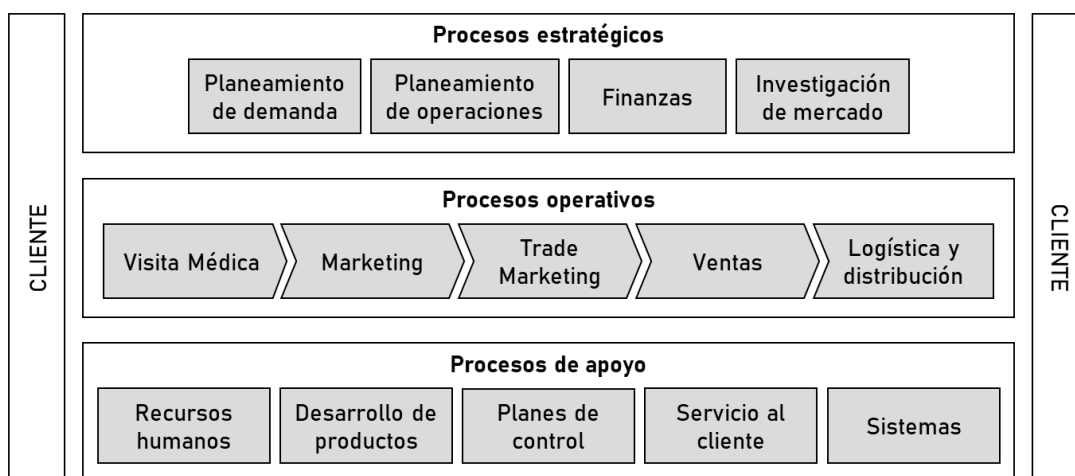 CLIENTE
Procesos estratégicos
Planeamiento
de demanda
Planeamiento
de operaciones
Finanzas
Investigación
de mercado
Procesos operativos
Visita Médica
Marketing
Trade
Marketing
Ventas
Logística y
distribución
Procesos de apoyo
Recursos
humanos
Desarrollo de
productos
Planes de
control
Servicio al
cliente
Sistemas
CLIENTE